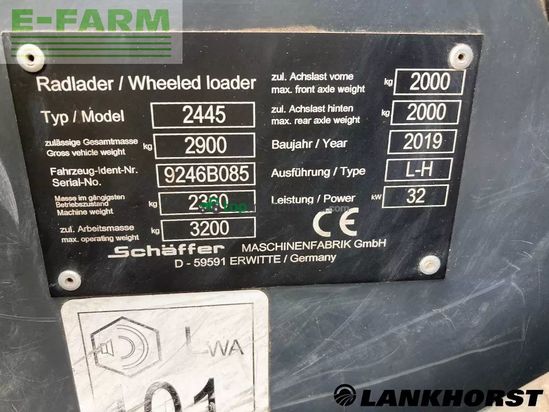 E-FARM
Radlader / Wheeled loader
Typ / Model 2445
zulässige Gesamtmasse
Gross vehicle weight kg 2900
Fahrzeug-Ident-Nr.
Serial-No. 9246B085
Masse im gängigsten
Betriebszustand
Machine weight kg 2360
zul. Arbeitsmasse
max. operating weight kg 3200
zul. Achslast vorne
max. front axle weight kg 2000
zul. Achslast hinten
max. rear axle weight kg 2000
Baujahr / Year 2019
Ausführung / Type L-H
Leistung / Power kW 32
CE
Schäffer MASCHINENFABRIK GmbH
D - 59591 ERWITTE / Germany
LWA
101
LANKHORST